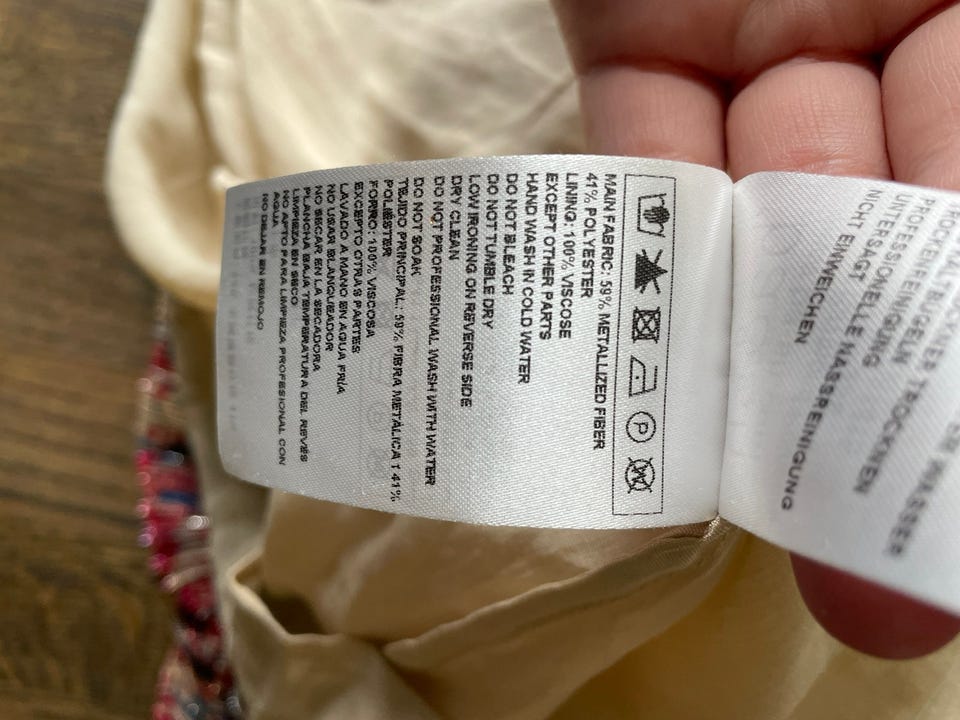 WASSER
TROCKNEN
NASSREINIGUNG
UNTERSAGT
NICHT EINWEICHEN
MAIN FABRIC: 59% METALLIZED FIBER
41% POLYESTER
LINING: 100% VISCOSE
EXCEPT OTHER PARTS
HAND WASH IN COLD WATER
DO NOT BLEACH
DO NOT TUMBLE DRY
LOW IRONING ON REVERSE SIDE
DRY CLEAN
DO NOT PROFESSIONAL WASH WITH WATER
DO NOT SOAK
TEJIDO PRINCIPAL: 59% FIBRA METÁLICA 1 41%
POLIÉSTER
FORRO: 100% VISCOSA
EXCEPTO OTRAS PARTES
LAVADO A MANO EN AGUA FRÍA
NO USAR BLANQUEADOR
NO SECAR EN LA SECADORA
PLANCHA BAJA TEMPERATURA DEL REVÉS
LIMPIEZA EN SECO
NO APTO PARA LIMPIEZA PROFESIONAL CON
AGUA
NO DEJAR EN REMOJO